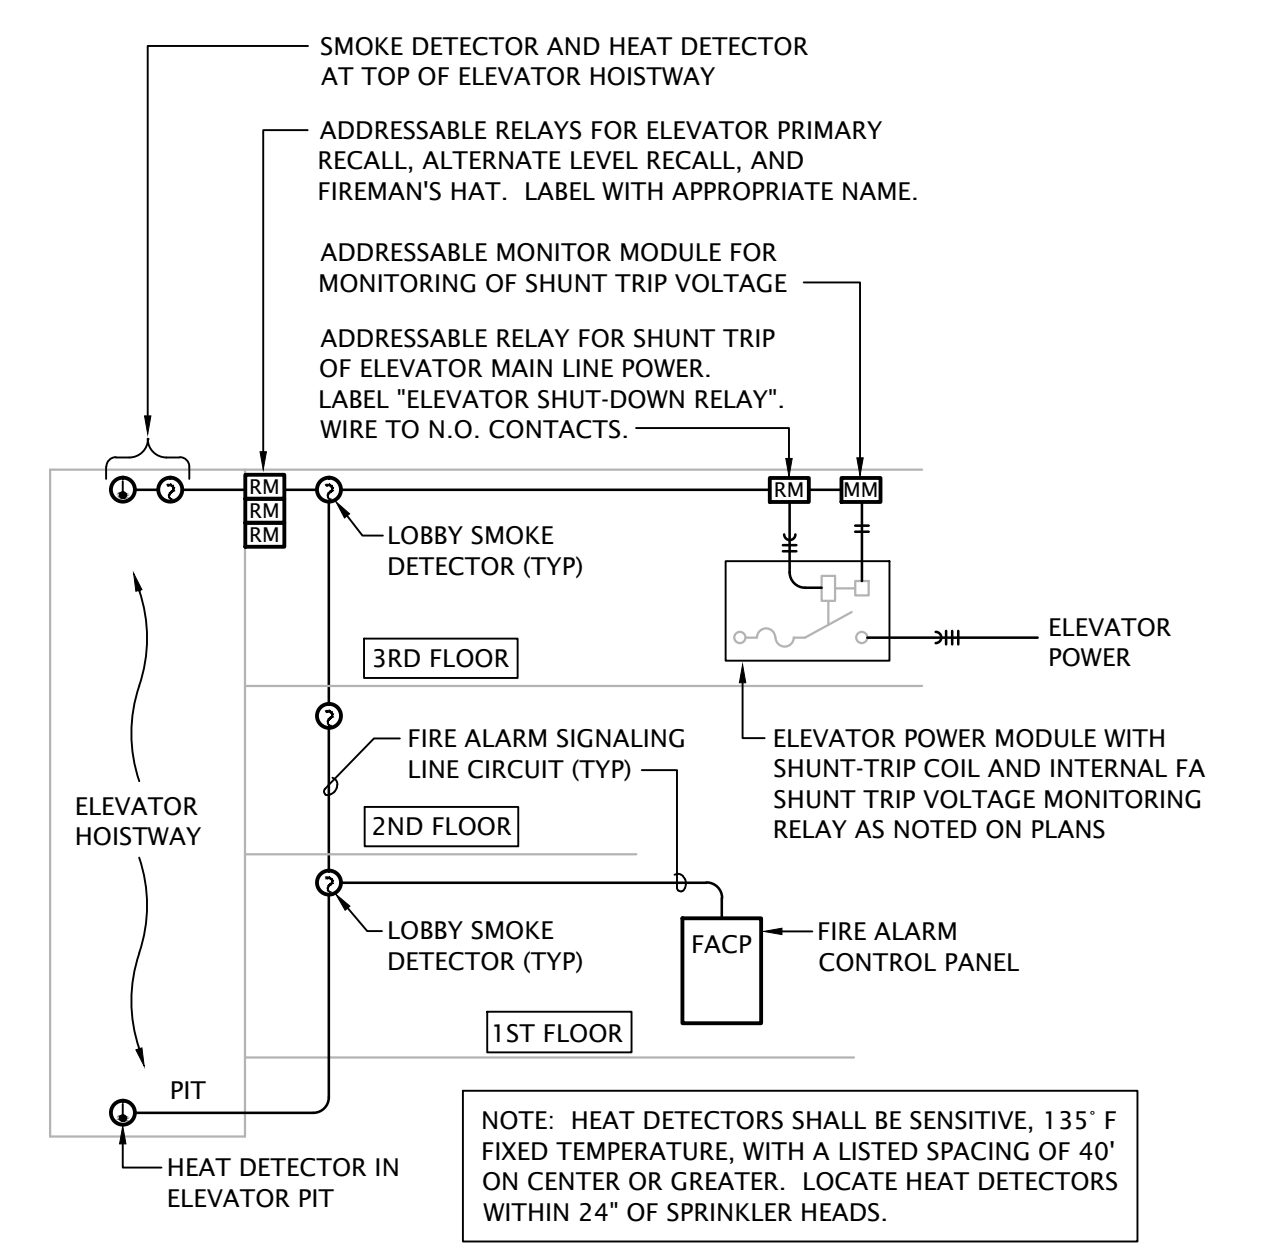 SMOKE DETECTOR AND HEAT DETECTOR
AT TOP OF ELEVATOR HOISTWAY
ADDRESSABLE RELAYS FOR ELEVATOR PRIMARY
RECALL, ALTERNATE LEVEL RECALL, AND
FIREMAN'S HAT.  LABEL WITH APPROPRIATE NAME.
ADDRESSABLE MONITOR MODULE FOR
MONITORING OF SHUNT TRIP VOLTAGE
ADDRESSABLE RELAY FOR SHUNT TRIP
OF ELEVATOR MAIN LINE POWER.
LABEL "ELEVATOR SHUT-DOWN RELAY".
WIRE TO N.O. CONTACTS.
RM
RM
RM
RM
MM
LOBBY SMOKE
DETECTOR (TYP)
3RD FLOOR
ELEVATOR
POWER
FIRE ALARM SIGNALING
LINE CIRCUIT (TYP)
ELEVATOR POWER MODULE WITH
SHUNT-TRIP COIL AND INTERNAL FA
SHUNT TRIP VOLTAGE MONITORING
RELAY AS NOTED ON PLANS
ELEVATOR
HOISTWAY
2ND FLOOR
LOBBY SMOKE
DETECTOR (TYP)
FACP
FIRE ALARM
CONTROL PANEL
1ST FLOOR
PIT
HEAT DETECTOR IN
ELEVATOR PIT
NOTE:  HEAT DETECTORS SHALL BE SENSITIVE, 135° F
FIXED TEMPERATURE, WITH A LISTED SPACING OF 40'
ON CENTER OR GREATER.  LOCATE HEAT DETECTORS
WITHIN 24" OF SPRINKLER HEADS.